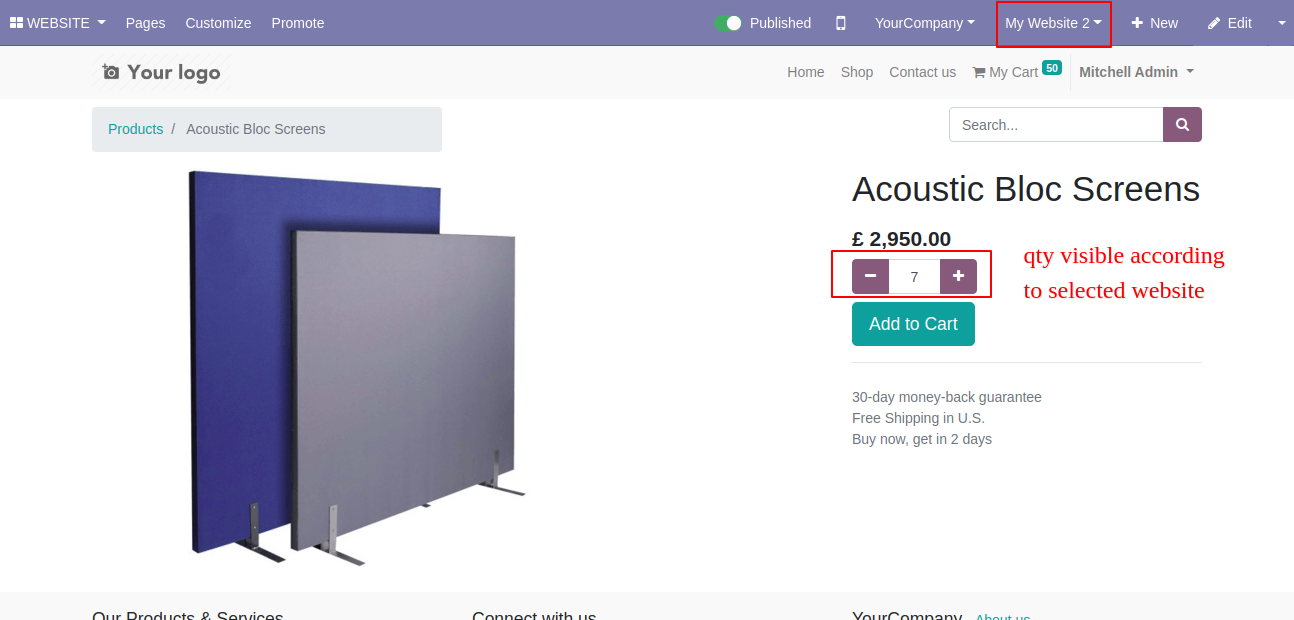 WEBSITE Pages Customize Promote Published YourCompany My Website 2 New Edit
Your logo Home Shop Contact us My Cart 50 Mitchell Admin
Products / Acoustic Bloc Screens Search...
Acoustic Bloc Screens
£ 2,950.00
7
qty visible according
to selected website
Add to Cart
30-day money-back guarantee
Free Shipping in U.S.
Buy now, get in 2 days
Our Products & Services Connect with us YourCompany - About us